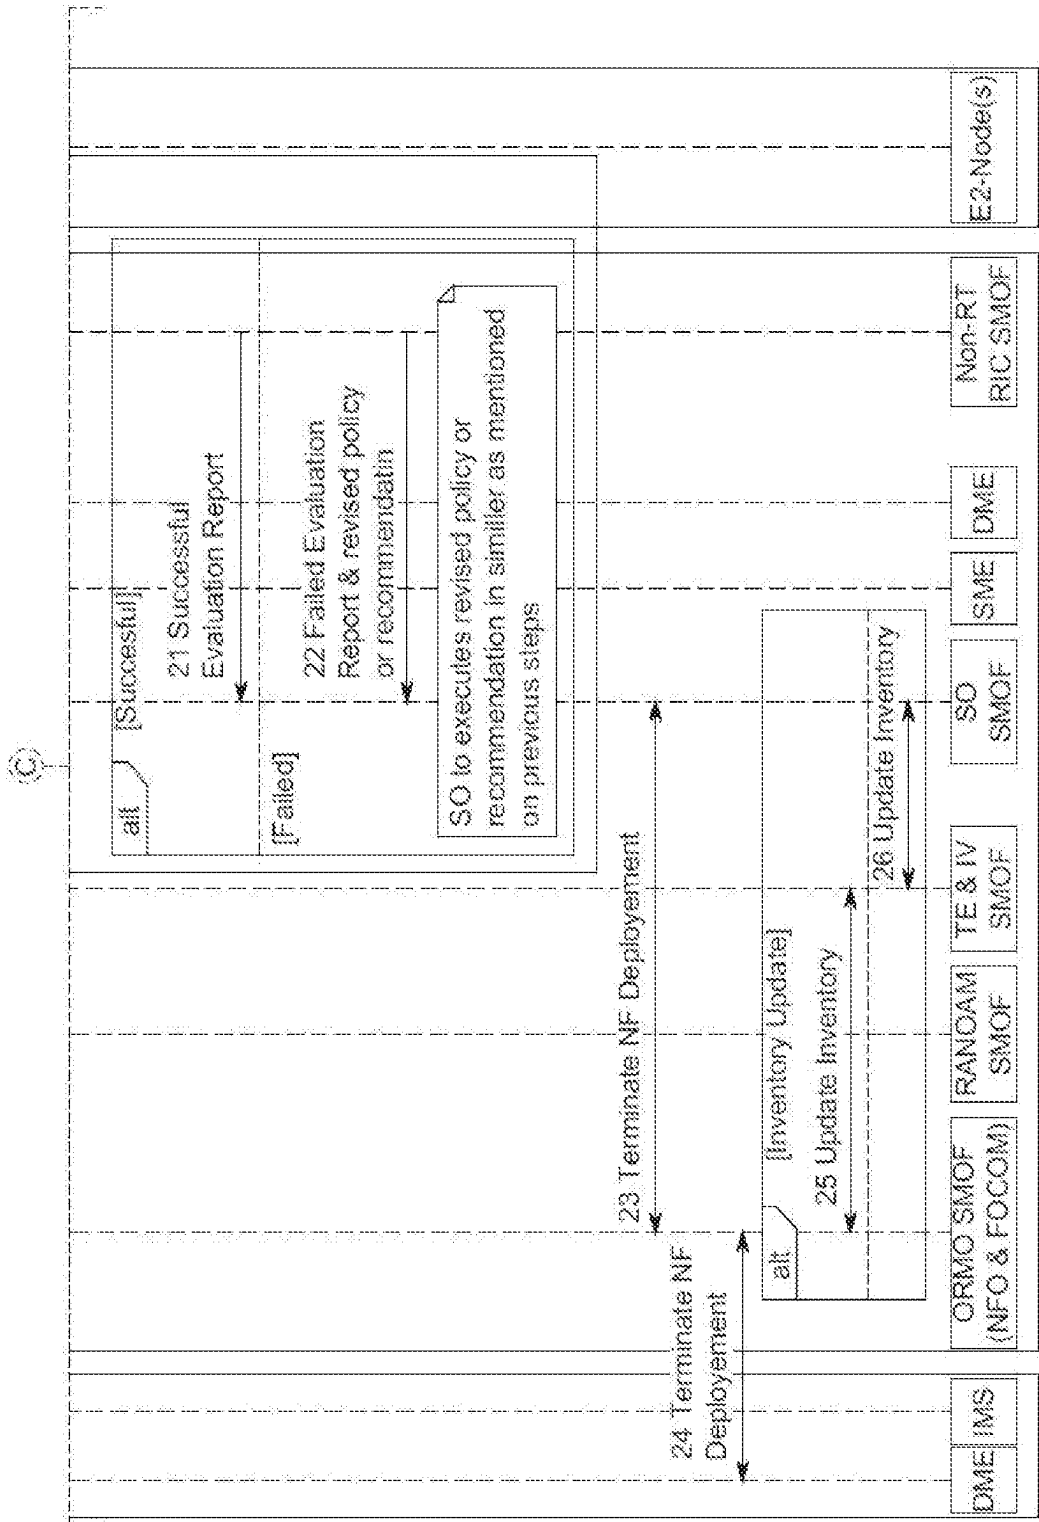 C
alt
[Succesful]
21 Successful
Evaluation Report
[Failed]
22 Failed Evaluation
Report & revised policy
or recommendatin
SO to executes revised policy or
recommendation in similler as mentioned
on previous steps
23 Terminate NF Deployement
24 Terminate NF
Deployement
alt
[Inventory Update]
25 Update Inventory
26 Update Inventory
DME
IMS
ORMO SMOF
(NFO & FOCOM)
RANOAM
SMOF
TE & IV
SMOF
SO
SMOF
SME
DME
Non-RT
RIC SMOF
E2-Node(s)